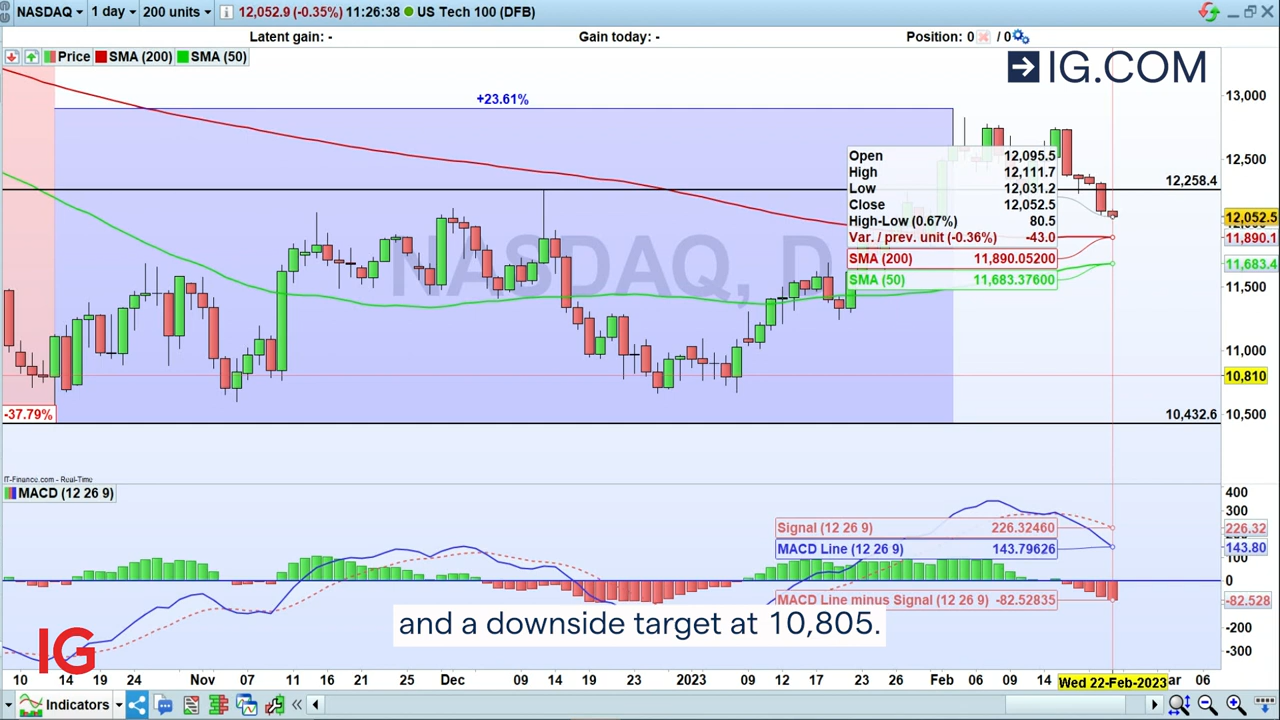 NASDAQ 1 day 200 units 12,052.9 (-0.35%) 11:26:38 US Tech 100 (DFB)
Latent gain: - Gain today: - Position: 0 / 0
Price SMA (200) SMA (50)
IG.COM
+23.61%
13,000
12,500
12,258.4
12,052.5
11,890.1
11,683.4
11,500
11,000
10,810
10,500
10,432.6
Open 12,095.5
High 12,111.7
Low 12,031.2
Close 12,052.5
High-Low (0.67%) 80.5
Var. / prev. unit (-0.36%) -43.0
SMA (200) 11,890.05200
SMA (50) 11,683.37600
NASDAQ, D
-37.79%
IT-Finance.com - Real-Time
MACD (12 26 9)
Signal (12 26 9) 226.32460
MACD Line (12 26 9) 143.79626
MACD Line minus Signal (12 26 9) -82.52835
400
300
226.32
143.80
100
0
-82.528
-200
-300
and a downside target at 10,805.
IG
10 14 19 24 Nov 07 11 16 21 25 Dec 09 14 19 23 2023 09 12 17 23 26 Feb 06 09 14 Wed 22-Feb-2023 ar 06
Indicators